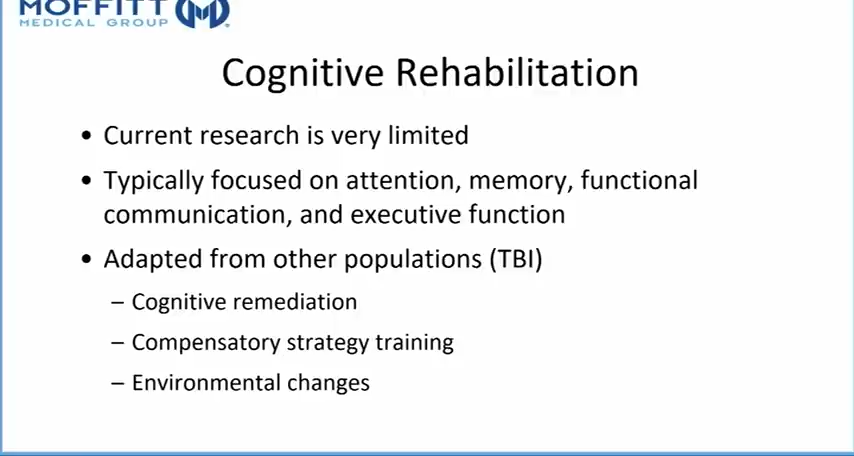 MOFFITT
MEDICAL GROUP
Cognitive Rehabilitation
• Current research is very limited
• Typically focused on attention, memory, functional
communication, and executive function
• Adapted from other populations (TBI)
– Cognitive remediation
– Compensatory strategy training
– Environmental changes